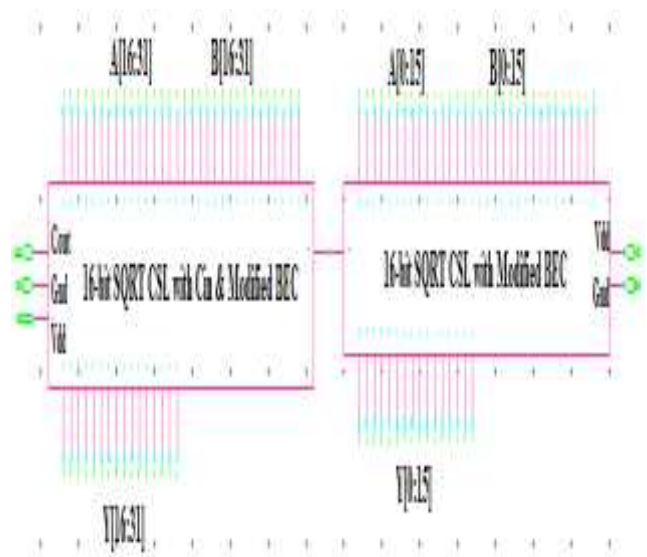 A[16:31] B[16:31] A[0:15] B[0:15]
Cout
16-bit SQRT CSL with Cin & Modified BEC
Gnd
Vdd
16-bit SQRT CSL with Modified BEC
Vdd
Gnd
Y[16:31]
Y[0:15]